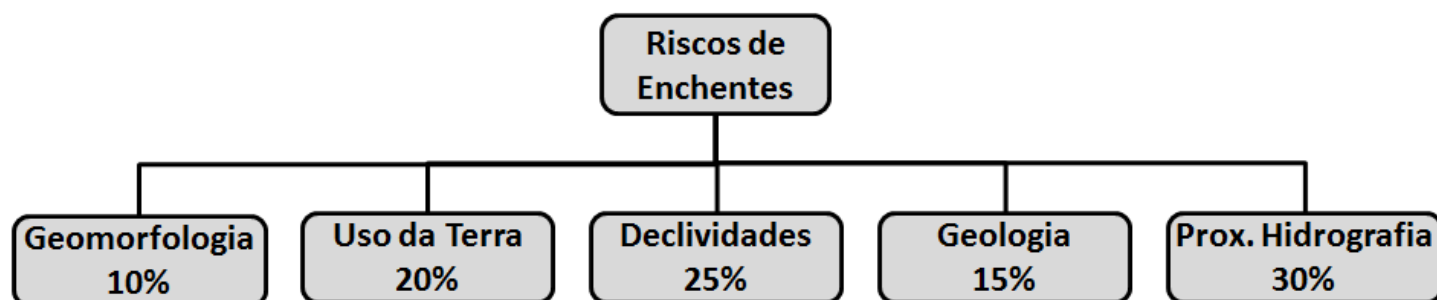 Riscos de
Enchentes
Geomorfologia
10%
Uso da Terra
20%
Declividades
25%
Geologia
15%
Prox. Hidrografia
30%